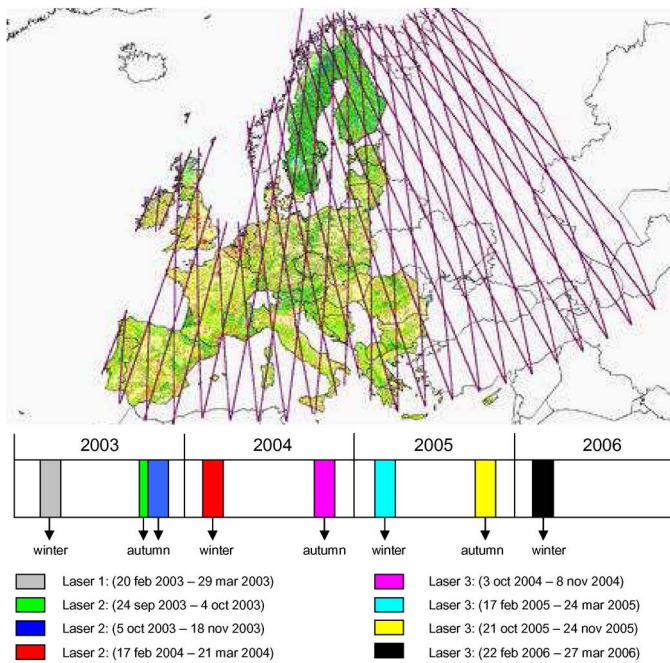 2003 2004 2005 2006
winter autumn winter autumn winter autumn winter
Laser 1: (20 feb 2003 – 29 mar 2003)
Laser 2: (24 sep 2003 – 4 oct 2003)
Laser 2: (5 oct 2003 – 18 nov 2003)
Laser 2: (17 feb 2004 – 21 mar 2004)
Laser 3: (3 oct 2004 – 8 nov 2004)
Laser 3: (17 feb 2005 – 24 mar 2005)
Laser 3: (21 oct 2005 – 24 nov 2005)
Laser 3: (22 feb 2006 – 27 mar 2006)